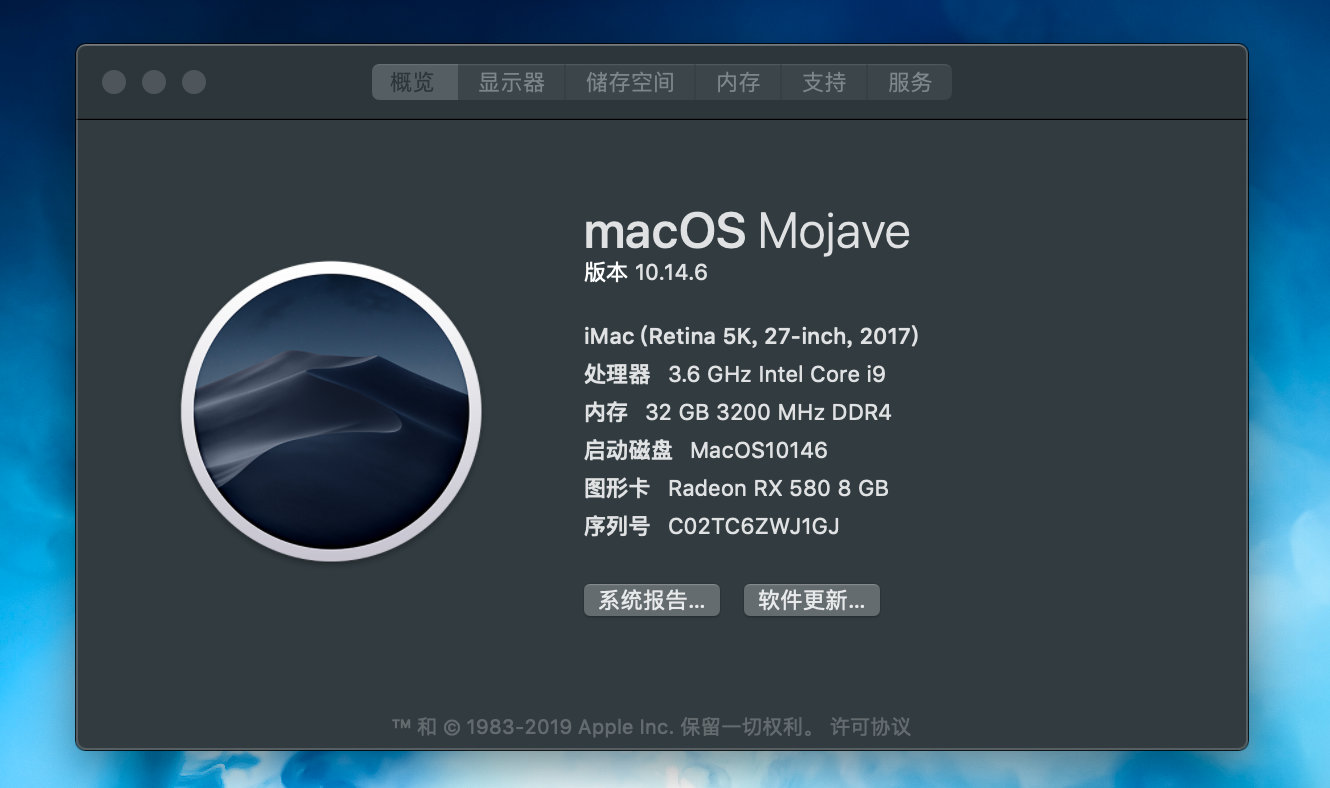 概览 显示器 储存空间 内存 支持 服务
macOS Mojave
版本 10.14.6
iMac (Retina 5K, 27-inch, 2017)
处理器 3.6 GHz Intel Core i9
内存 32 GB 3200 MHz DDR4
启动磁盘 MacOS10146
图形卡 Radeon RX 580 8 GB
序列号 C02TC6ZWJ1GJ
系统报告... 软件更新...
™ 和 © 1983-2019 Apple Inc. 保留一切权利。 许可协议